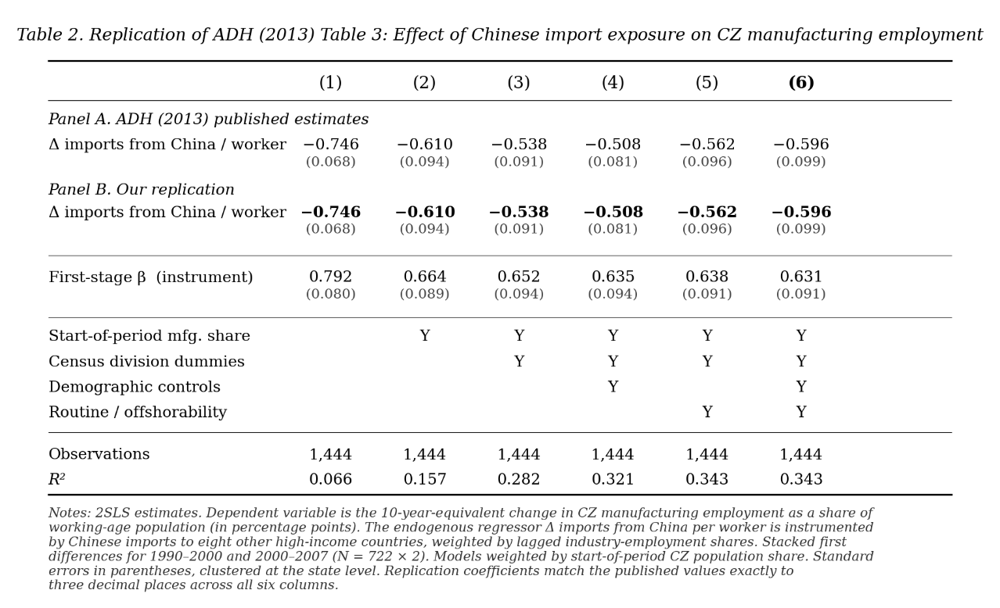 Table 2. Replication of ADH (2013) Table 3: Effect of Chinese import exposure on CZ manufacturing employment
(1) (2) (3) (4) (5) (6)
Panel A. ADH (2013) published estimates
Δ imports from China / worker −0.746 −0.610 −0.538 −0.508 −0.562 −0.596
(0.068) (0.094) (0.091) (0.081) (0.096) (0.099)
Panel B. Our replication
Δ imports from China / worker −0.746 −0.610 −0.538 −0.508 −0.562 −0.596
(0.068) (0.094) (0.091) (0.081) (0.096) (0.099)
First-stage β (instrument) 0.792 0.664 0.652 0.635 0.638 0.631
(0.080) (0.089) (0.094) (0.094) (0.091) (0.091)
Start-of-period mfg. share Y Y Y Y Y
Census division dummies Y Y Y Y
Demographic controls Y Y
Routine / offshorability Y Y
Observations 1,444 1,444 1,444 1,444 1,444 1,444
R² 0.066 0.157 0.282 0.321 0.343 0.343
Notes: 2SLS estimates. Dependent variable is the 10-year-equivalent change in CZ manufacturing employment as a share of
working-age population (in percentage points). The endogenous regressor Δ imports from China per worker is instrumented
by Chinese imports to eight other high-income countries, weighted by lagged industry-employment shares. Stacked first
differences for 1990–2000 and 2000–2007 (N = 722 × 2). Models weighted by start-of-period CZ population share. Standard
errors in parentheses, clustered at the state level. Replication coefficients match the published values exactly to
three decimal places across all six columns.